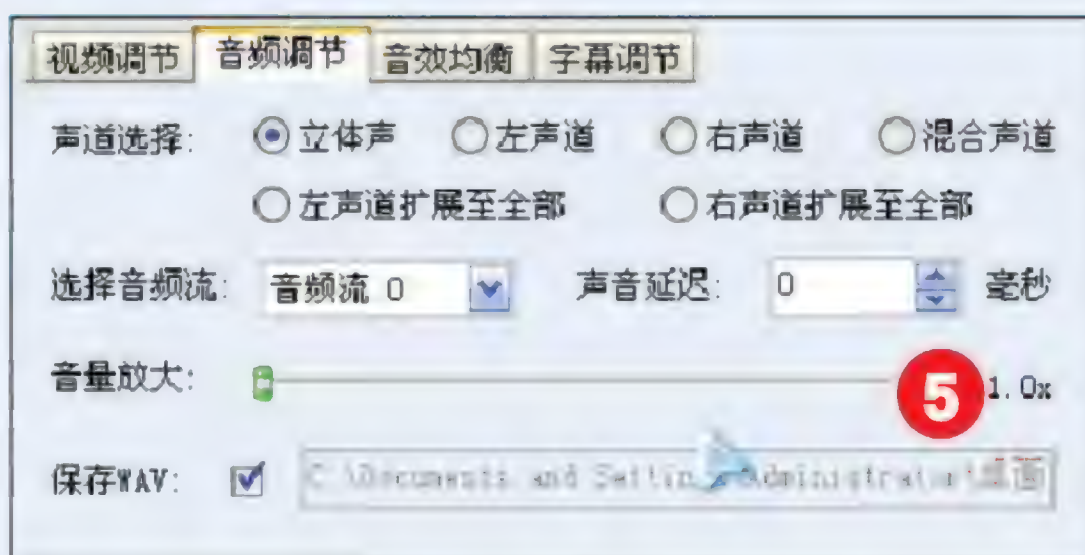 视频调节 音频调节 音效均衡 字幕调节
声道选择: 立体声 左声道 右声道 混合声道
左声道扩展至全部 右声道扩展至全部
选择音频流: 音频流 0 声音延迟: 0 毫秒
音量放大: 5 1.0x
保存WAV: C:\Documents and Settin Administrator\桌面